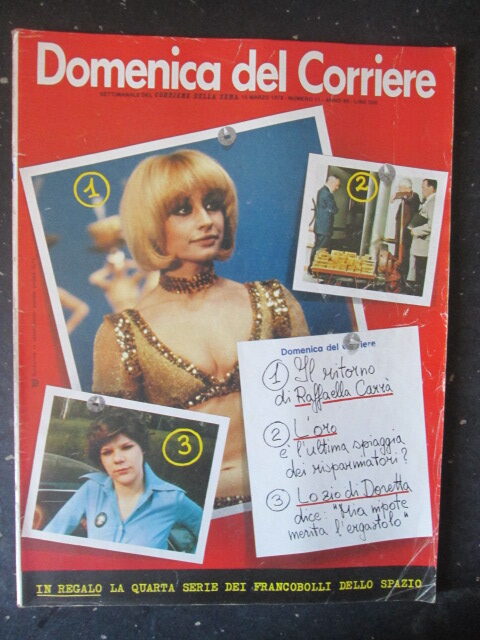 Domenica del Corriere
SETTIMANALE DEL CORRIERE DELLA SERA
1
2
3
Domenica del Corriere
1 Il ritorno
di Raffaella Carrà
2 L'oro
è l'ultima spiaggia
dei risparmiatori?
3 Lo zio di Doretta
dice: "Mia nipote
merita l'ergastolo"
IN REGALO LA QUARTA SERIE DEI FRANCOBOLLI DELLO SPAZIO